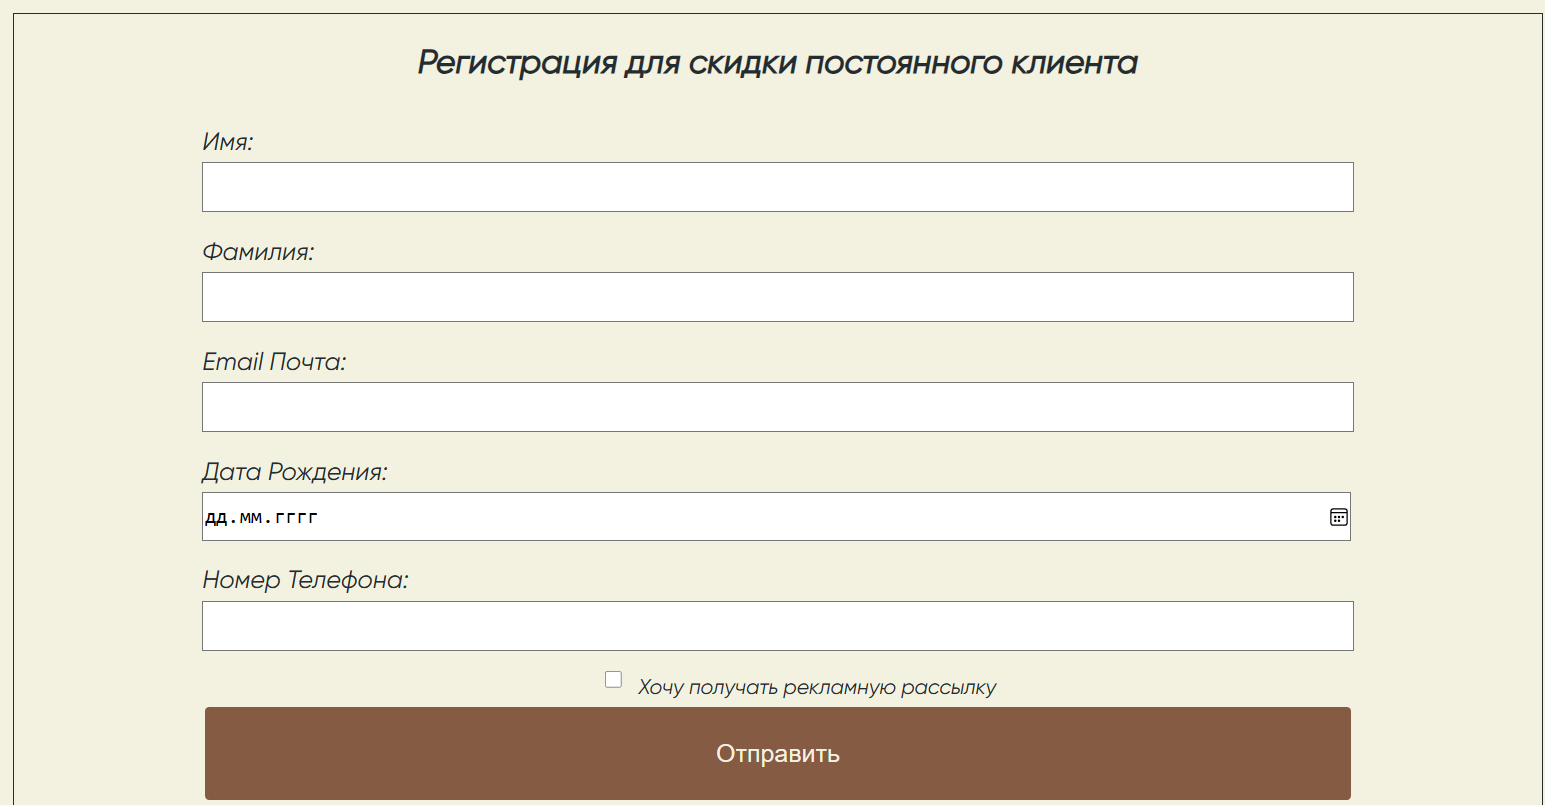 Регистрация для скидки постоянного клиента
Имя:
Фамилия:
Email Почта:
Дата Рождения:
дд.мм.гггг
Номер Телефона:
Хочу получать рекламную рассылку
Отправить